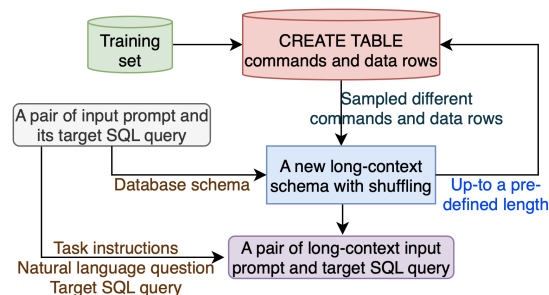 Training
set
CREATE TABLE
commands and data rows
Sampled different
commands and data rows
A pair of input prompt and
its target SQL query
Database schema
A new long-context
schema with shuffling
Up-to a pre-
defined length
Task instructions
Natural language question
Target SQL query
A pair of long-context input
prompt and target SQL query